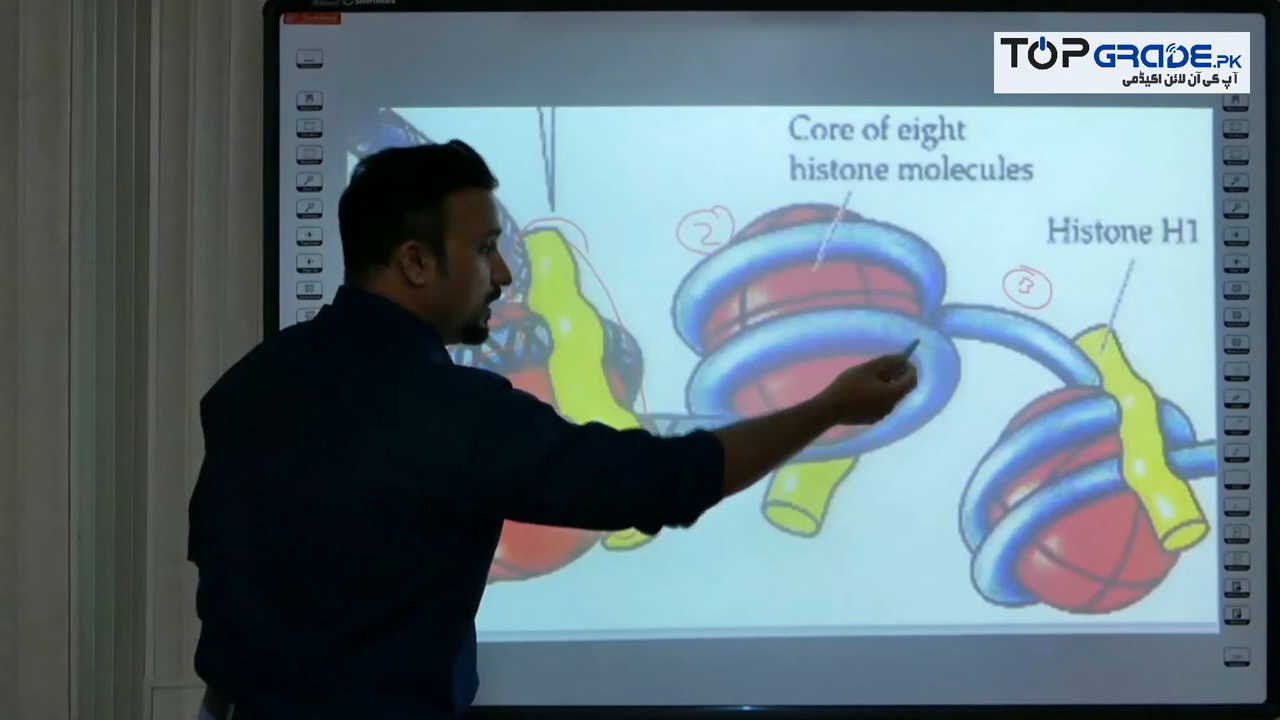 TOPGRADE.PK
آپ کی آن لائن اکیڈمی
Core of eight
histone molecules
Histone H1
2
3